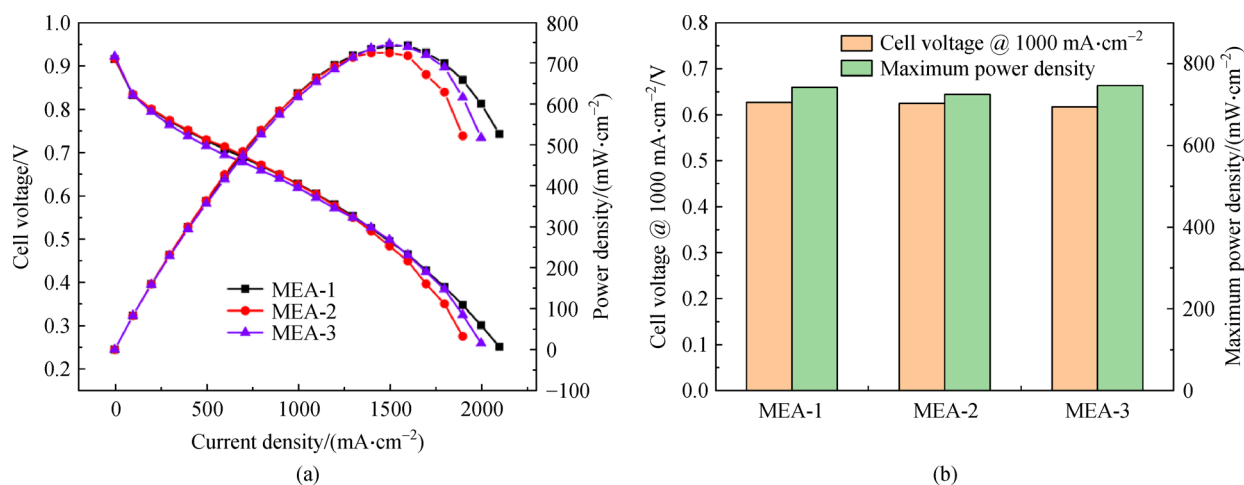 1.0
0.9
0.8
0.7
0.6
0.5
0.4
0.3
0.2
Cell voltage/V
800
700
600
500
400
300
200
100
0
−100
Power density/(mW·cm−2)
MEA-1
MEA-2
MEA-3
0 500 1000 1500 2000
Current density/(mA·cm−2)
(a)
0.8
0.7
0.6
0.5
0.4
0.3
0.2
0.1
0.0
Cell voltage @ 1000 mA·cm−2/V
Cell voltage @ 1000 mA·cm−2
Maximum power density
800
600
400
200
0
Maximum power density/(mW·cm−2)
MEA-1 MEA-2 MEA-3
(b)